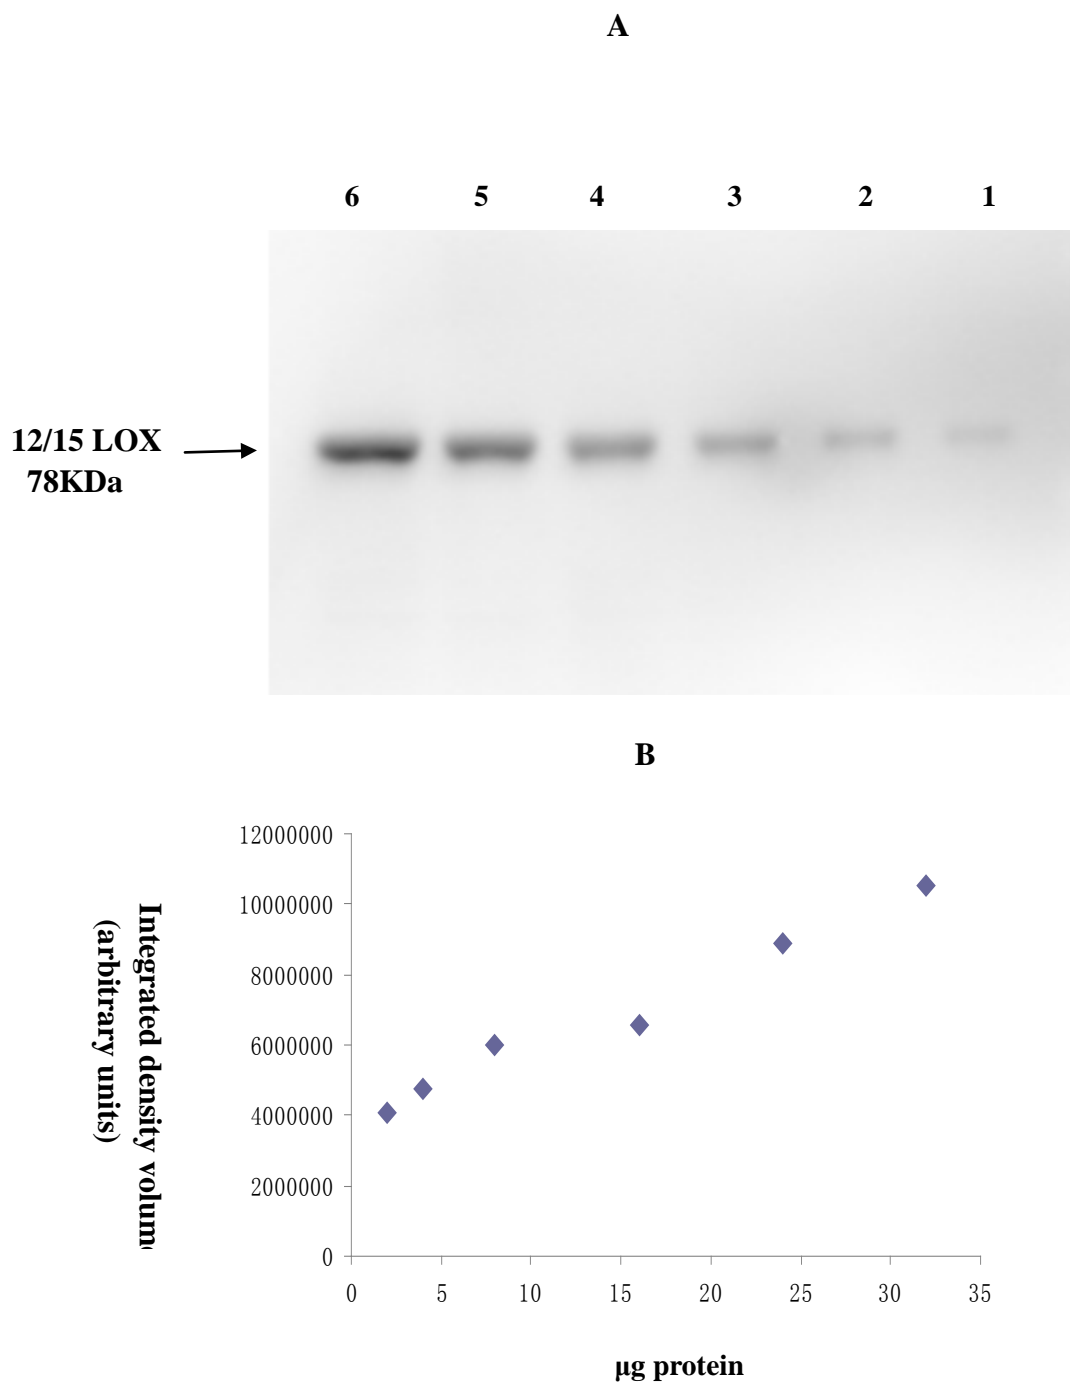 A
6 5 4 3 2 1
12/15 LOX
78KDa
B
Integrated density volum
(arbitrary units)
12000000
10000000
8000000
6000000
4000000
2000000
0
0 5 10 15 20 25 30 35
μg protein